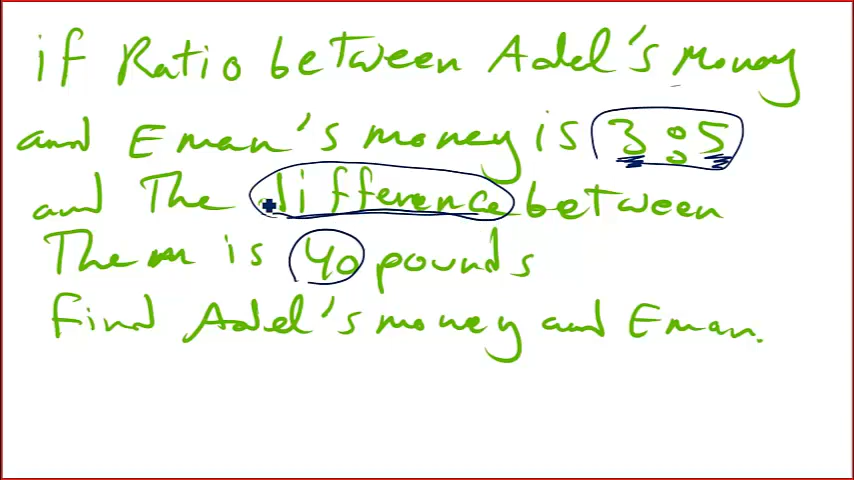 if Ratio between Adel's Money
and Eman's money is 3:5
and The difference between
Them is 40 pounds
Find Adel's money and Eman.